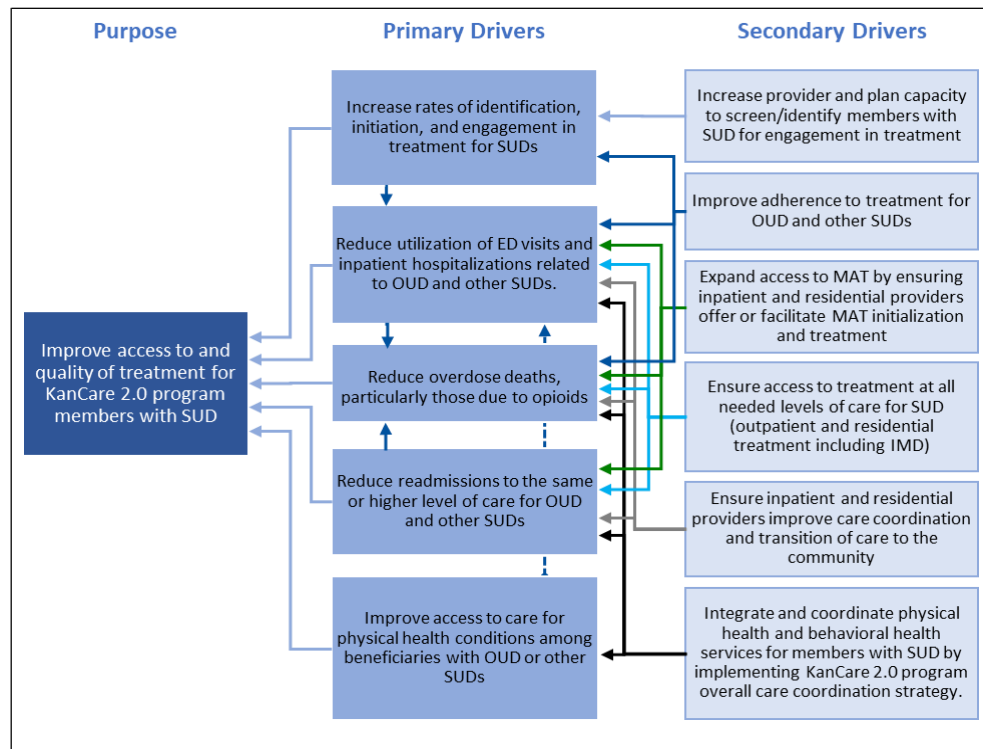 Purpose
Primary Drivers
Secondary Drivers
Improve access to and
quality of treatment for
KanCare 2.0 program
members with SUD
Increase rates of identification,
initiation, and engagement in
treatment for SUDs
Reduce utilization of ED visits and
inpatient hospitalizations related
to OUD and other SUDs.
Reduce overdose deaths,
particularly those due to opioids
Reduce readmissions to the same
or higher level of care for OUD
and other SUDs
Improve access to care for
physical health conditions among
beneficiaries with OUD or other
SUDs
Increase provider and plan capacity
to screen/identify members with
SUD for engagement in treatment
Improve adherence to treatment for
OUD and other SUDs
Expand access to MAT by ensuring
inpatient and residential providers
offer or facilitate MAT initialization
and treatment
Ensure access to treatment at all
needed levels of care for SUD
(outpatient and residential
treatment including IMD)
Ensure inpatient and residential
providers improve care coordination
and transition of care to the
community
Integrate and coordinate physical
health and behavioral health
services for members with SUD by
implementing KanCare 2.0 program
overall care coordination strategy.